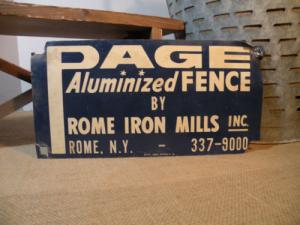 PAGE
Aluminized FENCE
BY
ROME IRON MILLS INC.
ROME, N.Y. - 337-9000